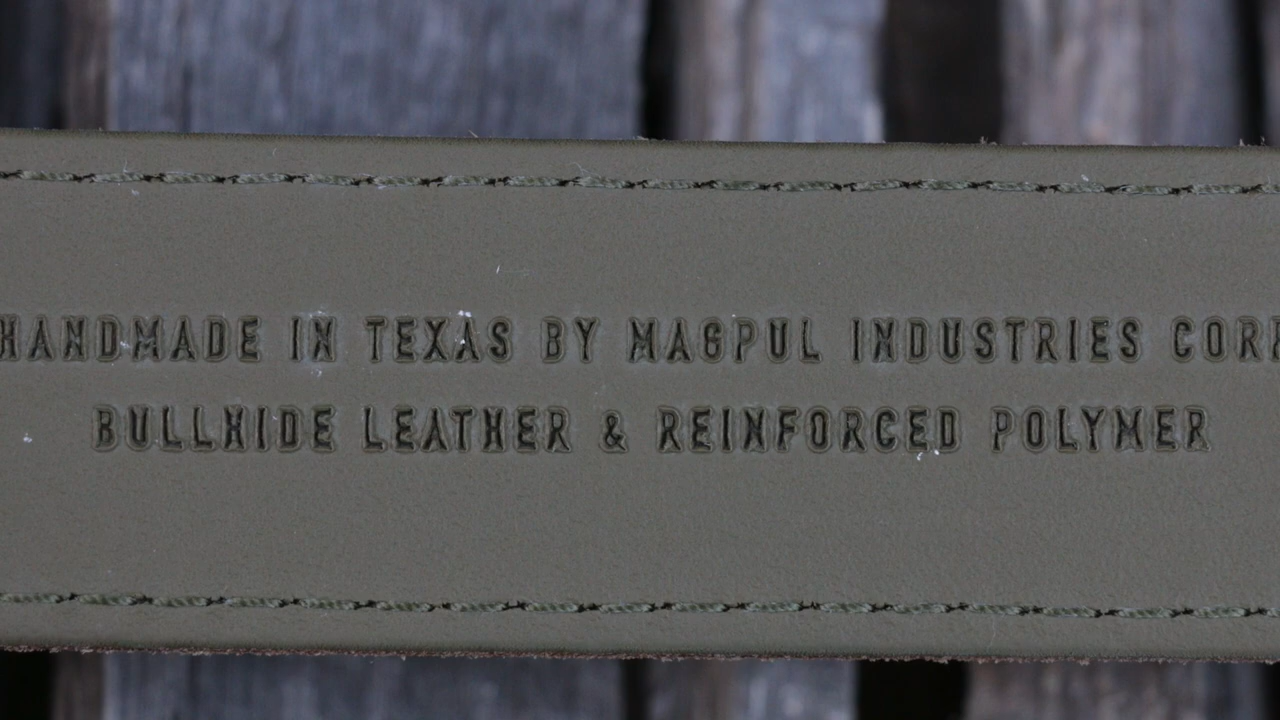 HANDMADE IN TEXAS BY MAGPUL INDUSTRIES CORP
BULLHIDE LEATHER & REINFORCED POLYMER